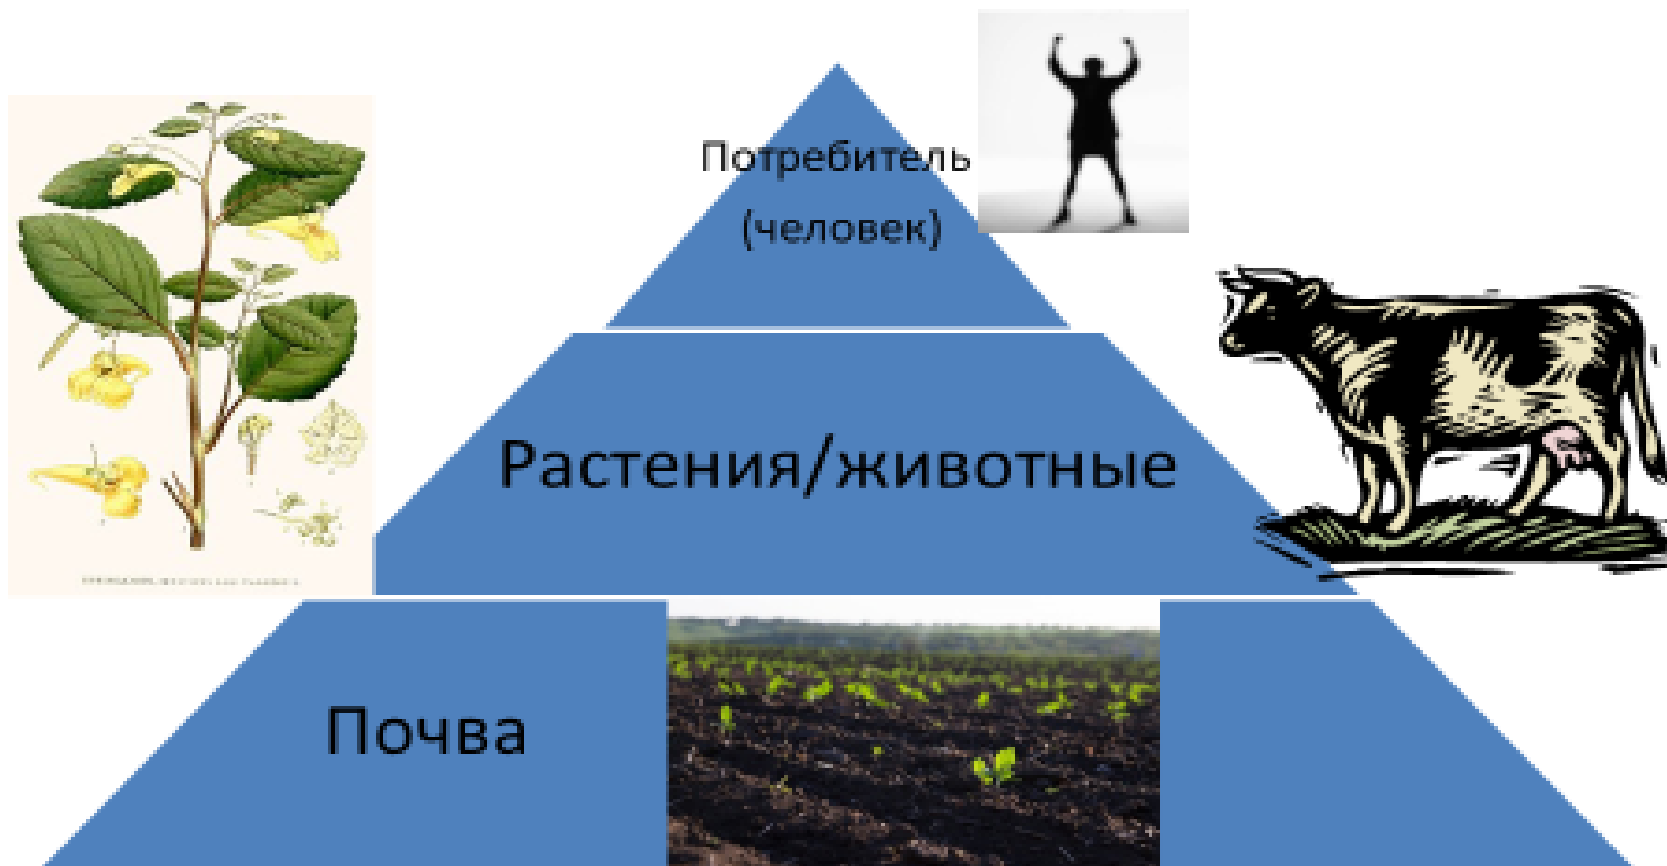 Потребитель
(человек)
Растения/животные
Почва